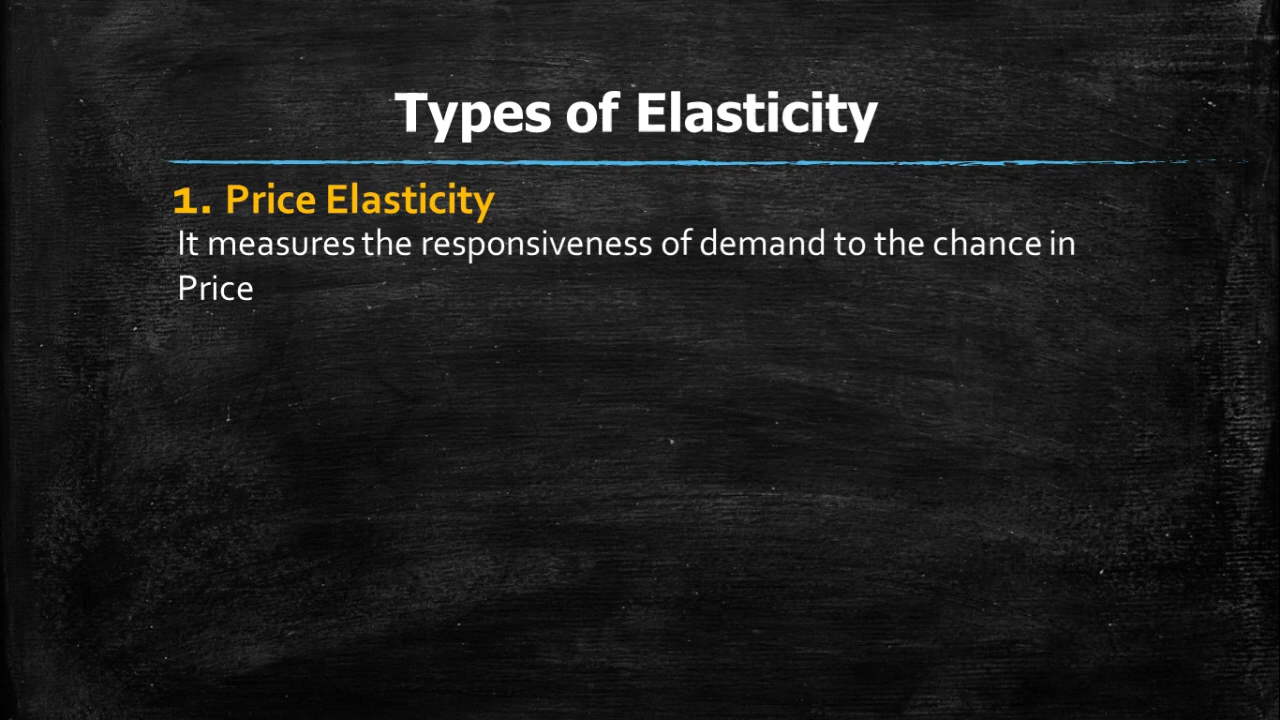 Types of Elasticity
1. Price Elasticity
It measures the responsiveness of demand to the chance in
Price